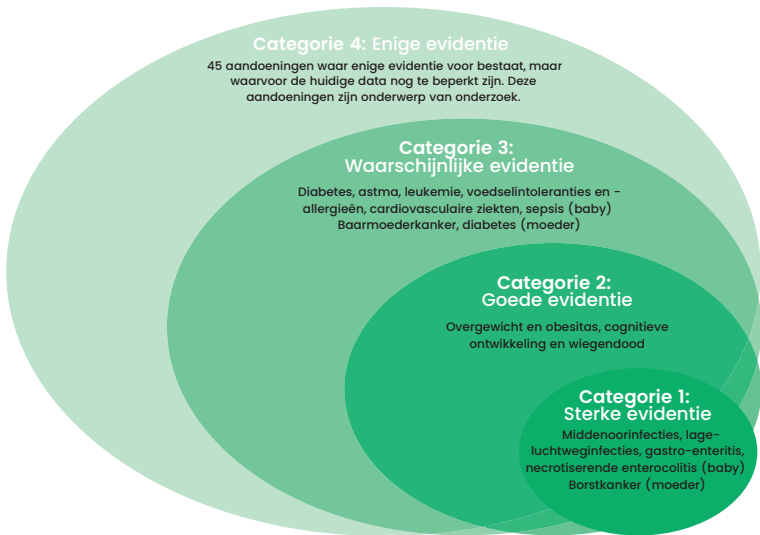 Categorie 4: Enige evidentie
45 aandoeningen waar enige evidentie voor bestaat, maar
waarvoor de huidige data nog te beperkt zijn. Deze
aandoeningen zijn onderwerp van onderzoek.
Categorie 3:
Waarschijnlijke evidentie
Diabetes, astma, leukemie, voedselintoleranties en -
allergieën, cardiovasculaire ziekten, sepsis (baby)
Baarmoederkanker, diabetes (moeder)
Categorie 2:
Goede evidentie
Overgewicht en obesitas, cognitieve
ontwikkeling en wiegendood
Categorie 1:
Sterke evidentie
Middenoorinfecties, lage-
luchtweginfecties, gastro-enteritis,
necrotiserende enterocolitis (baby)
Borstkanker (moeder)